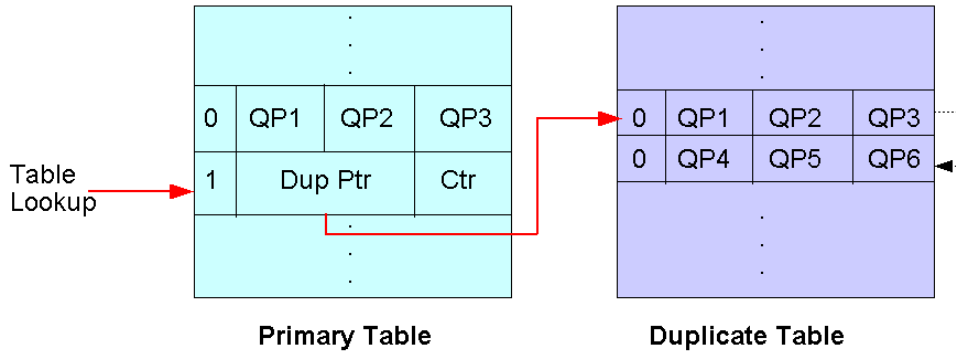 0 QP1 QP2 QP3
1 Dup Ptr Ctr
Table
Lookup
0 QP1 QP2 QP3
0 QP4 QP5 QP6
Primary Table
Duplicate Table